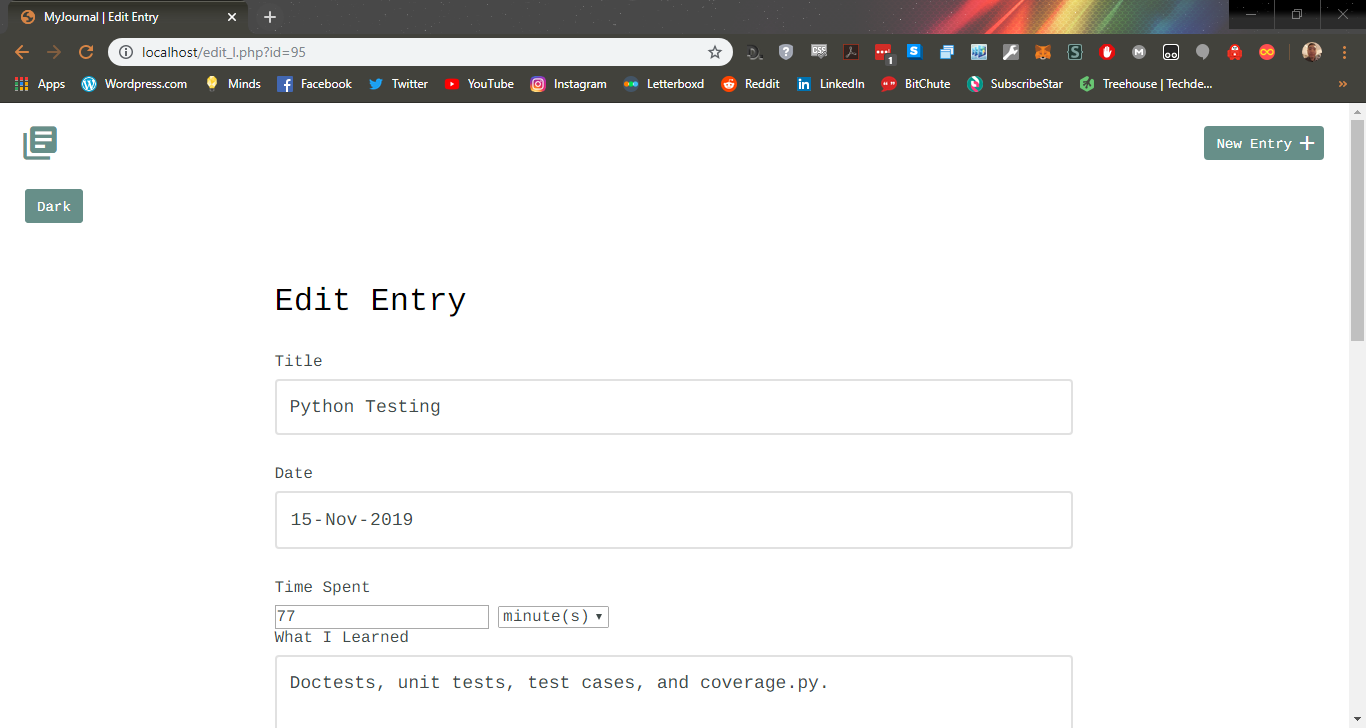 MyJournal | Edit Entry
localhost/edit_l.php?id=95
1
Apps Wordpress.com Minds Facebook Twitter YouTube Instagram Letterboxd Reddit LinkedIn BitChute SubscribeStar Treehouse | Techde...
New Entry +
Dark
Edit Entry
Title
Python Testing
Date
15-Nov-2019
Time Spent
77 minute(s)
What I Learned
Doctests, unit tests, test cases, and coverage.py.